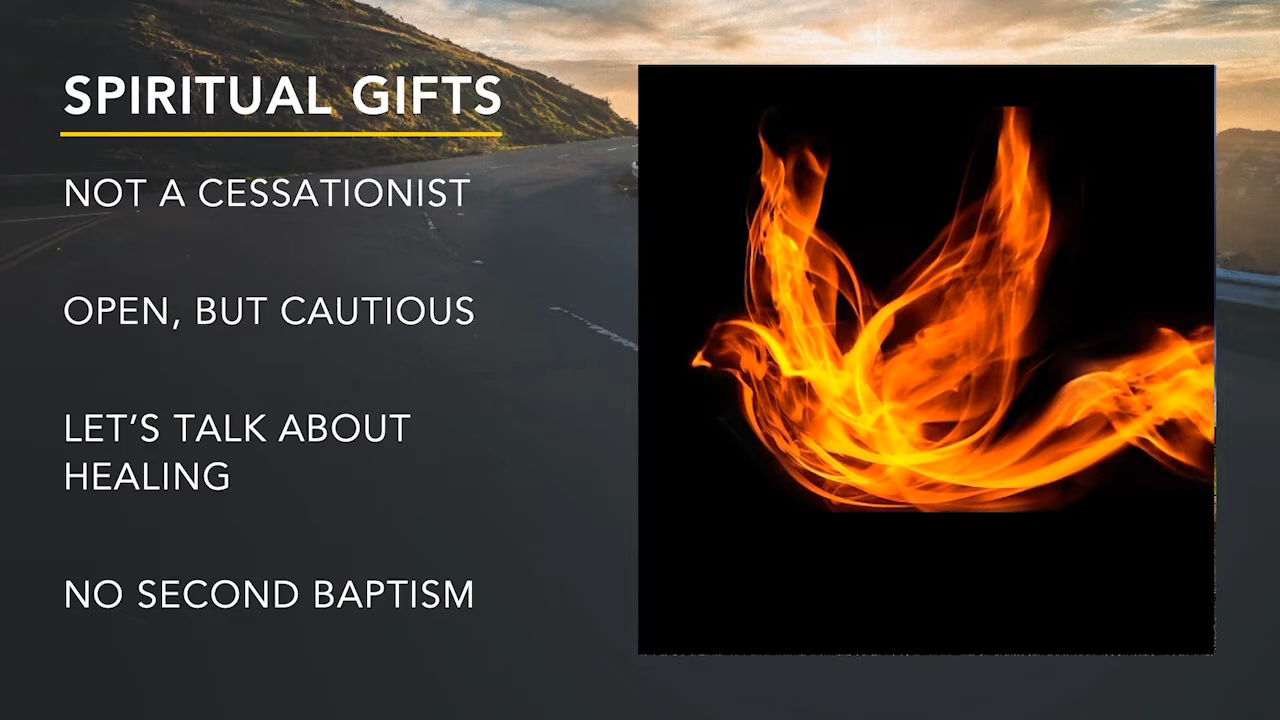 SPIRITUAL GIFTS
NOT A CESSATIONIST
OPEN, BUT CAUTIOUS
LET’S TALK ABOUT
HEALING
NO SECOND BAPTISM